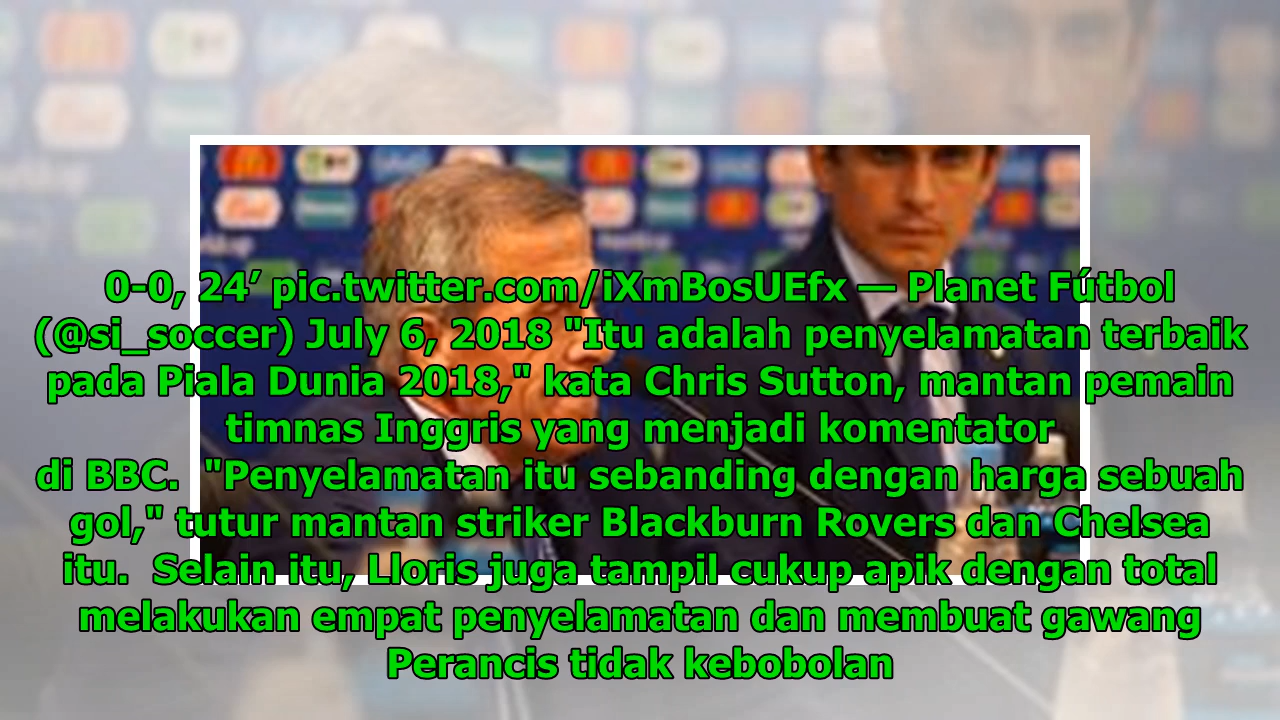 0-0, 24’ pic.twitter.com/iXmBosUEfx — Planet Fútbol
(@si_soccer) July 6, 2018 "Itu adalah penyelamatan terbaik
pada Piala Dunia 2018," kata Chris Sutton, mantan pemain
timnas Inggris yang menjadi komentator
di BBC.  "Penyelamatan itu sebanding dengan harga sebuah
gol," tutur mantan striker Blackburn Rovers dan Chelsea
itu.  Selain itu, Lloris juga tampil cukup apik dengan total
melakukan empat penyelamatan dan membuat gawang
Perancis tidak kebobolan